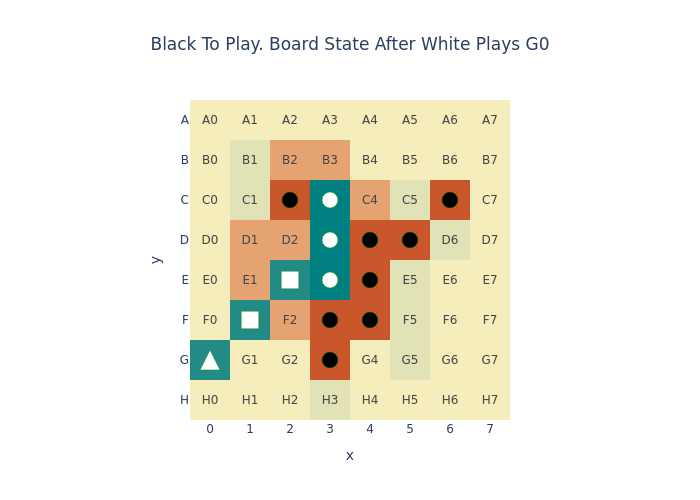 Black To Play. Board State After White Plays G0
A A0 A1 A2 A3 A4 A5 A6 A7
B B0 B1 B2 B3 B4 B5 B6 B7
C C0 C1 C4 C5 C7
D D0 D1 D2 D6 D7
E E0 E1 E5 E6 E7
F F0 F2 F5 F6 F7
G G1 G2 G4 G5 G6 G7
H H0 H1 H2 H3 H4 H5 H6 H7
0 1 2 3 4 5 6 7
x
y